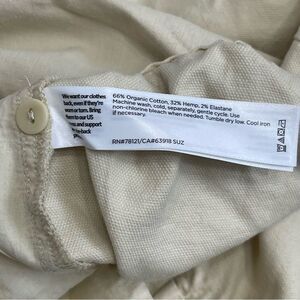 We want our clothes
back, even if they're
worn or torn. Bring
them to our US
and support
back
66% Organic Cotton, 32% Hemp, 2% Elastane
Machine wash, cold, separately, gentle cycle. Use
non-chlorine bleach when needed. Tumble dry low. Cool iron
if necessary.
RN#78121/CA#63918 SUZ